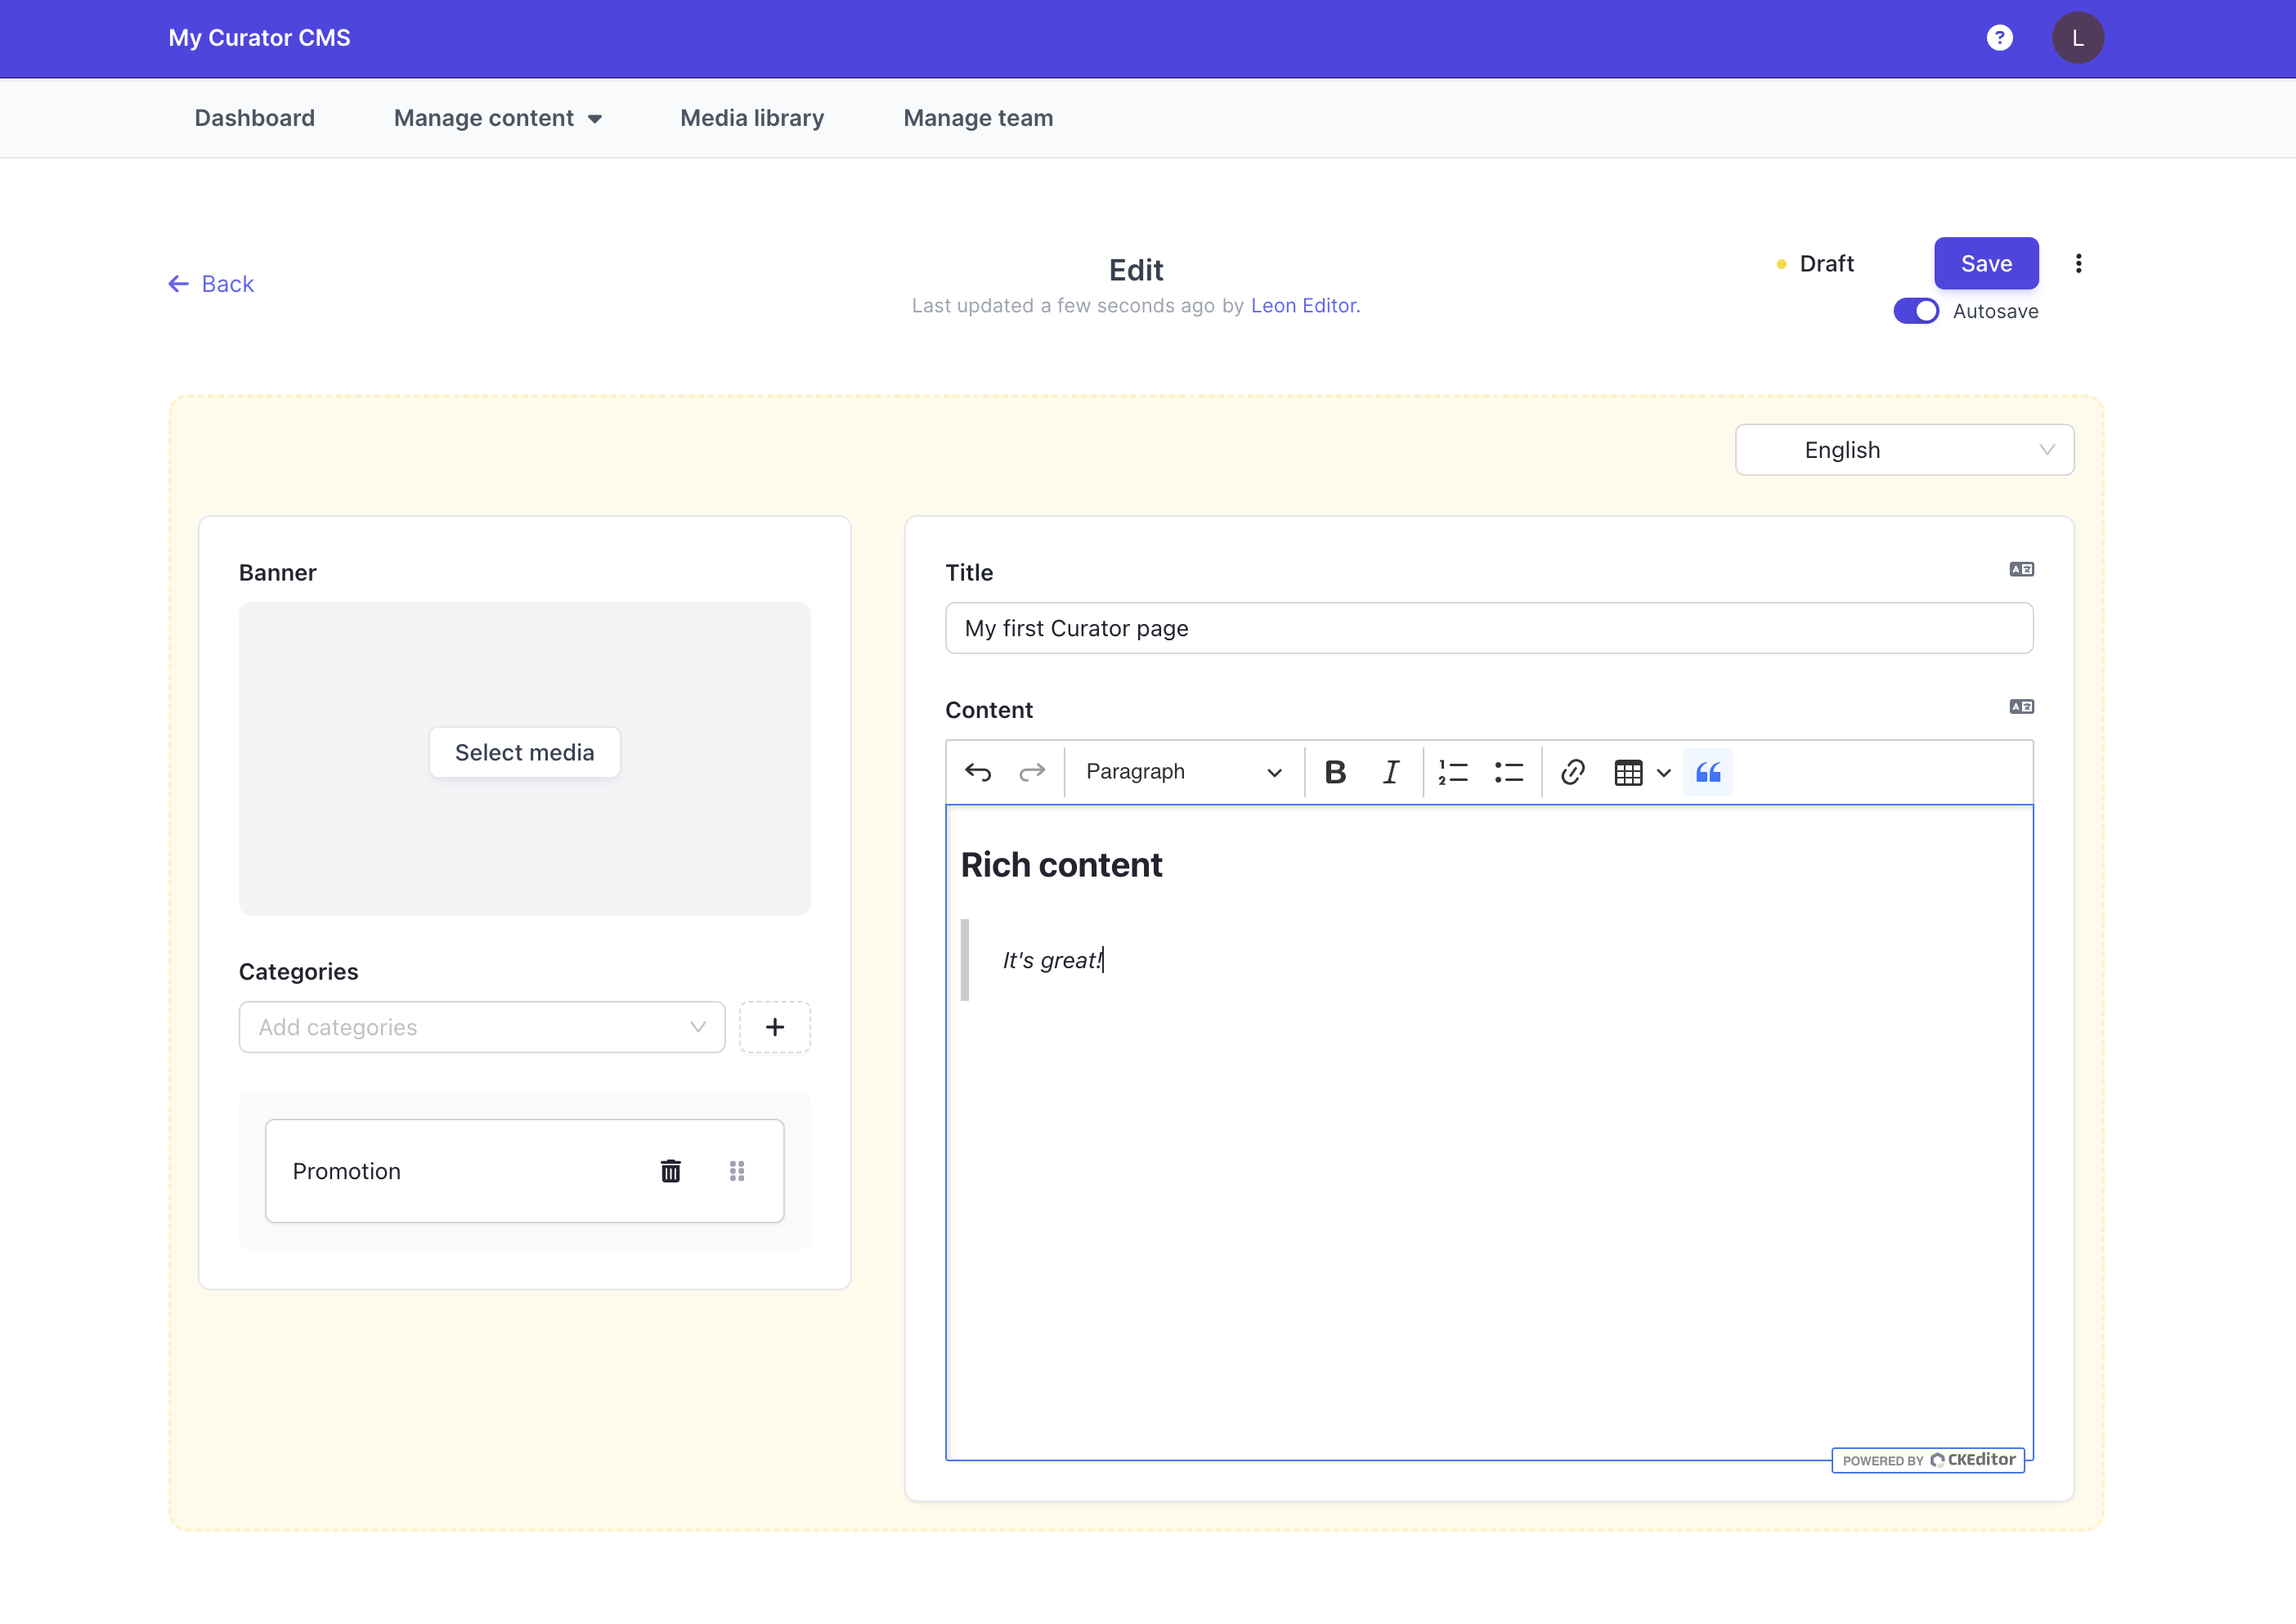 My Curator CMS
?
L
Dashboard
Manage content
Media library
Manage team
Back
Edit
Last updated a few seconds ago by Leon Editor.
Draft
Save
Autosave
English
Banner
Select media
Categories
Add categories
+
Promotion
Title
My first Curator page
Content
Paragraph
B I
Rich content
It's great!
POWERED BY CKEditor